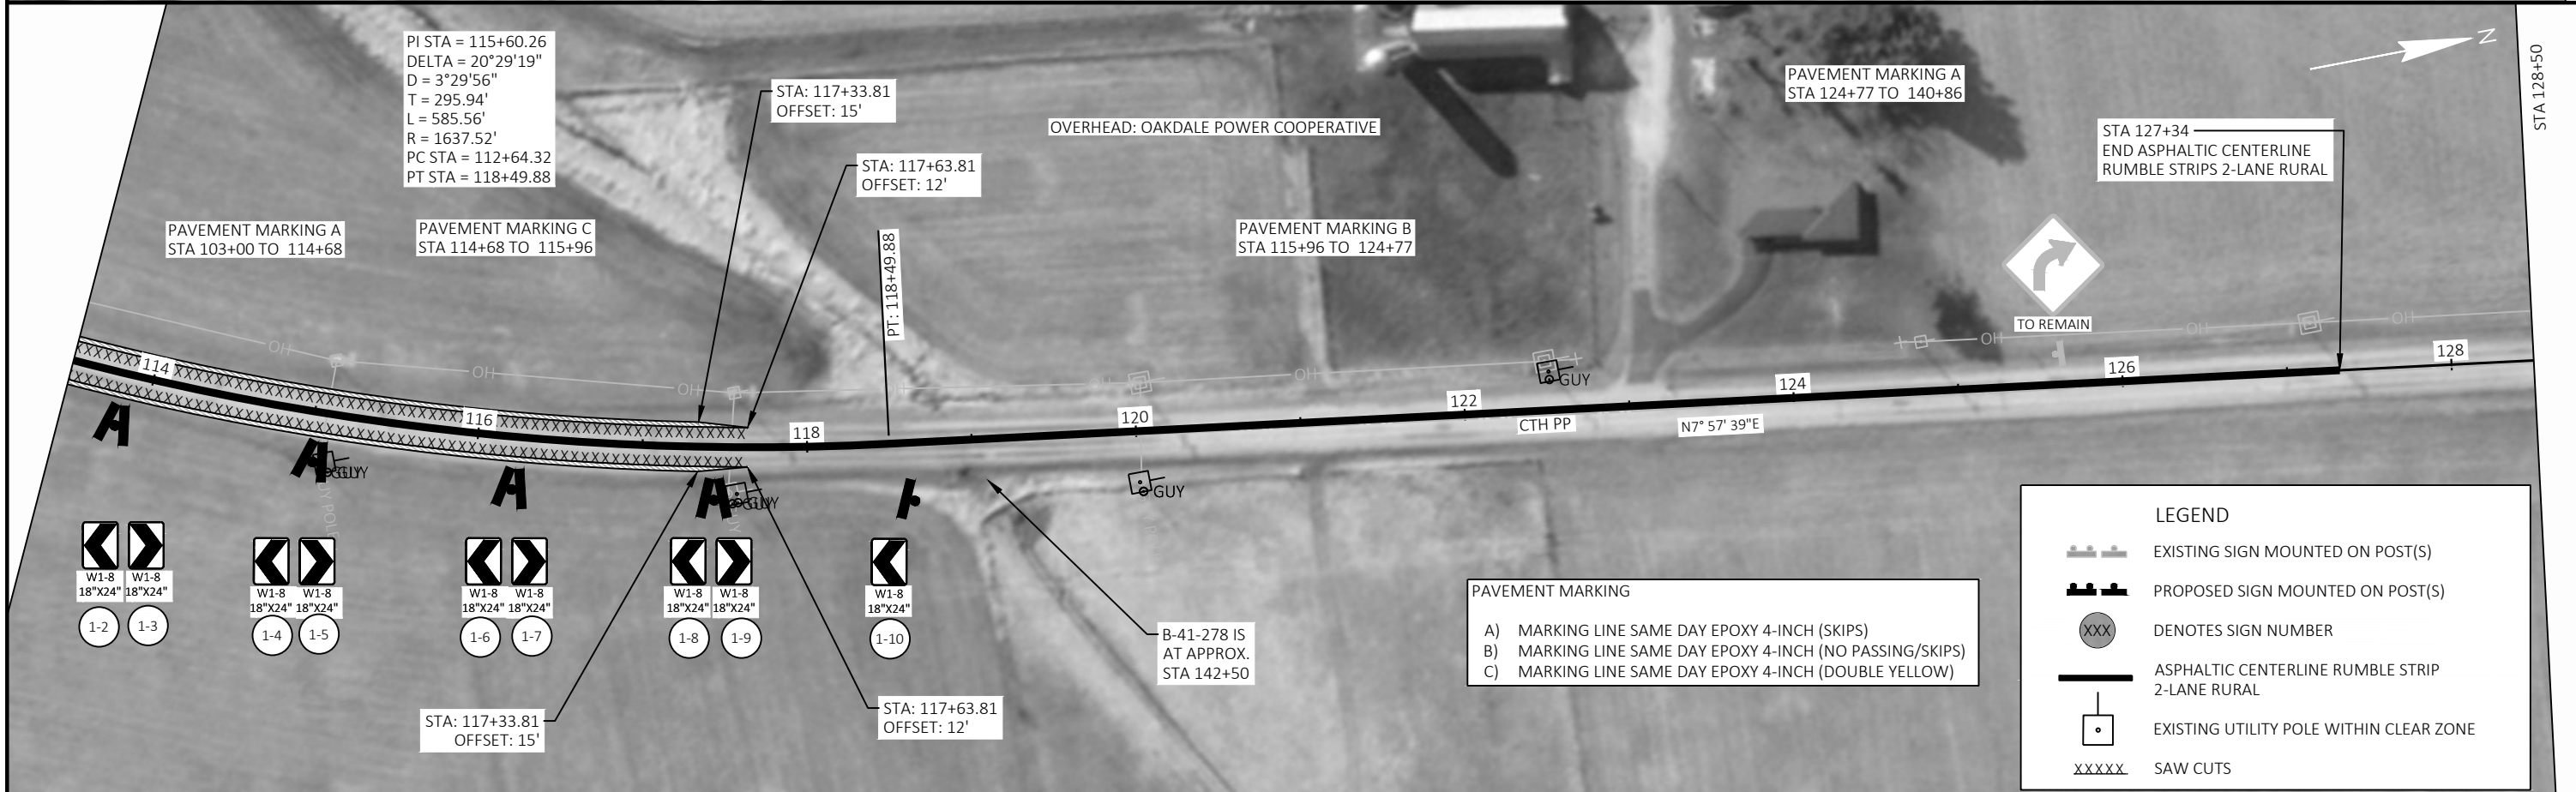 PI STA = 115+60.26
DELTA = 20°29'19"
D = 3°29'56"
T = 295.94'
L = 585.56'
R = 1637.52'
PC STA = 112+64.32
PT STA = 118+49.88
STA: 117+33.81
OFFSET: 15'
STA: 117+63.81
OFFSET: 12'
OVERHEAD: OAKDALE POWER COOPERATIVE
PAVEMENT MARKING A
STA 124+77 TO 140+86
N
STA 128+50
STA 127+34
END ASPHALTIC CENTERLINE
RUMBLE STRIPS 2-LANE RURAL
PAVEMENT MARKING A
STA 103+00 TO 114+68
PAVEMENT MARKING C
STA 114+68 TO 115+96
PT: 118+49.88
PAVEMENT MARKING B
STA 115+96 TO 124+77
TO REMAIN
OH
OH
OH
OH
OH
OH
OH
OH
OH
114
116
118
120
122
124
126
128
CTH PP
N7° 57' 39"E
GUY
GUY
GUY
GUY
W1-8
18"X24"
1-2
W1-8
18"X24"
1-3
W1-8
18"X24"
1-4
W1-8
18"X24"
1-5
W1-8
18"X24"
1-6
W1-8
18"X24"
1-7
W1-8
18"X24"
1-8
W1-8
18"X24"
1-9
W1-8
18"X24"
1-10
STA: 117+33.81
OFFSET: 15'
STA: 117+63.81
OFFSET: 12'
B-41-278 IS
AT APPROX.
STA 142+50
PAVEMENT MARKING
A) MARKING LINE SAME DAY EPOXY 4-INCH (SKIPS)
B) MARKING LINE SAME DAY EPOXY 4-INCH (NO PASSING/SKIPS)
C) MARKING LINE SAME DAY EPOXY 4-INCH (DOUBLE YELLOW)
LEGEND
EXISTING SIGN MOUNTED ON POST(S)
PROPOSED SIGN MOUNTED ON POST(S)
XXX DENOTES SIGN NUMBER
ASPHALTIC CENTERLINE RUMBLE STRIP
2-LANE RURAL
EXISTING UTILITY POLE WITHIN CLEAR ZONE
XXXXX SAW CUTS